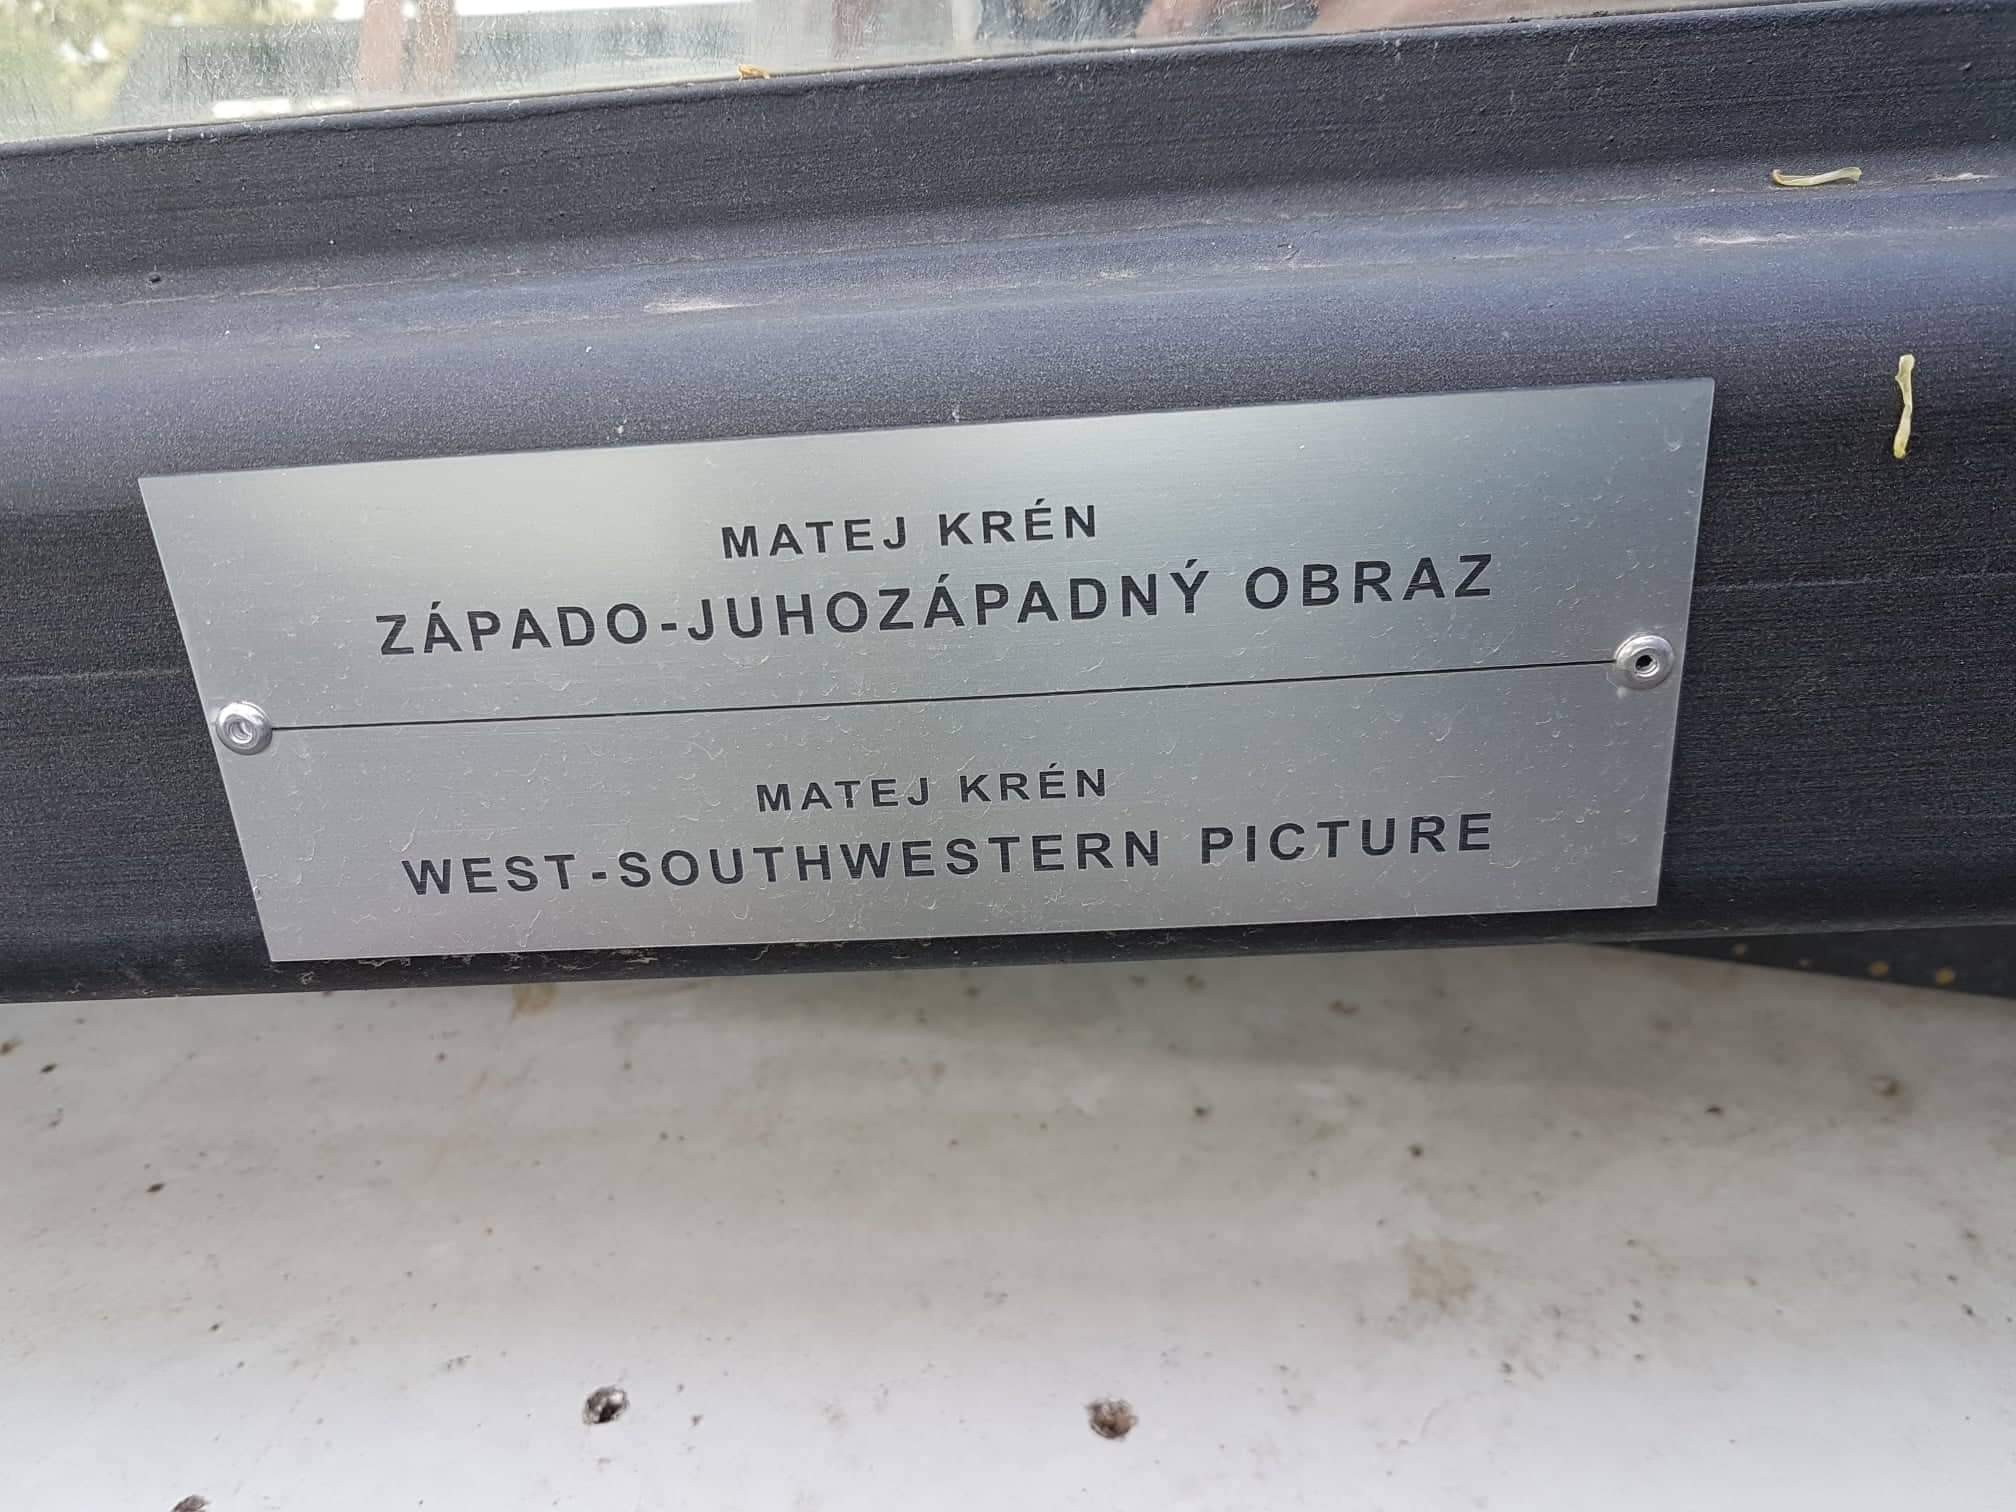 MATEJ KRÉN
ZÁPADO-JUHOZÁPADNÝ OBRAZ
MATEJ KRÉN
WEST-SOUTHWESTERN PICTURE